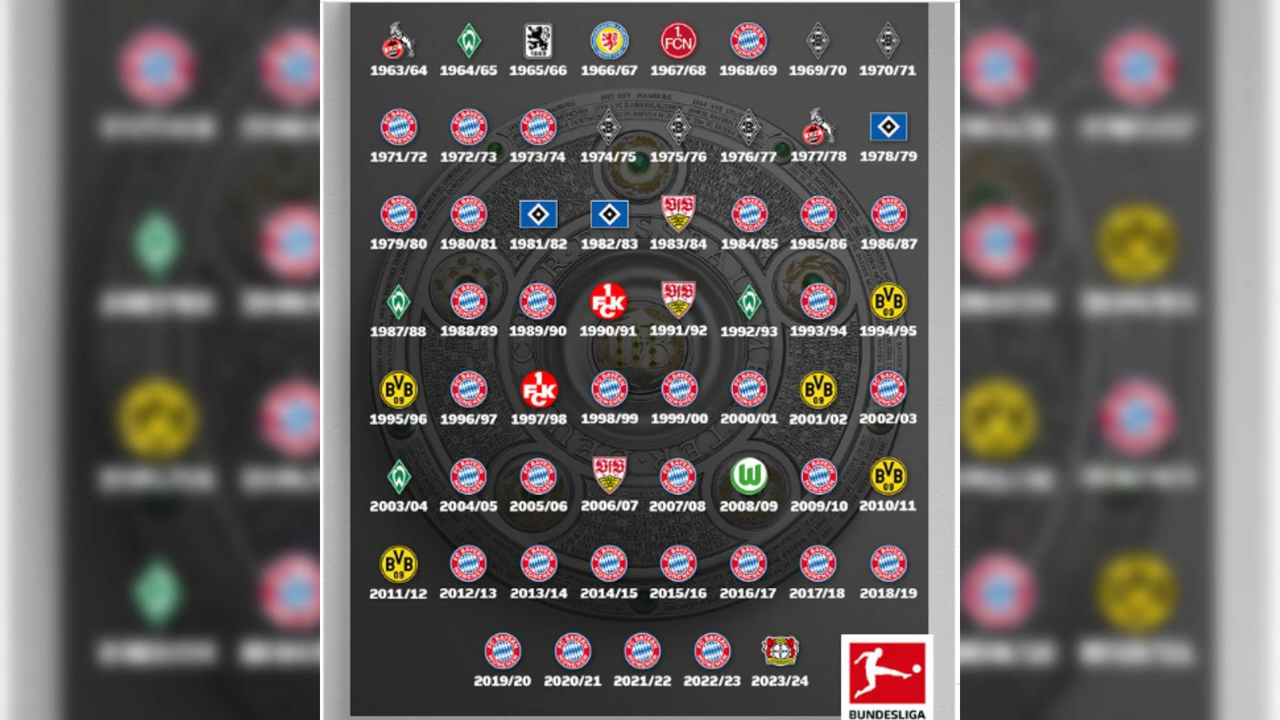 1963/64 1964/65 1965/66 1966/67 1967/68 1968/69 1969/70 1970/71
1971/72 1972/73 1973/74 1974/75 1975/76 1976/77 1977/78 1978/79
1979/80 1980/81 1981/82 1982/83 1983/84 1984/85 1985/86 1986/87
1987/88 1988/89 1989/90 1990/91 1991/92 1992/93 1993/94 1994/95
1995/96 1996/97 1997/98 1998/99 1999/00 2000/01 2001/02 2002/03
2003/04 2004/05 2005/06 2006/07 2007/08 2008/09 2009/10 2010/11
2011/12 2012/13 2013/14 2014/15 2015/16 2016/17 2017/18 2018/19
2019/20 2020/21 2021/22 2022/23 2023/24
BUNDESLIGA